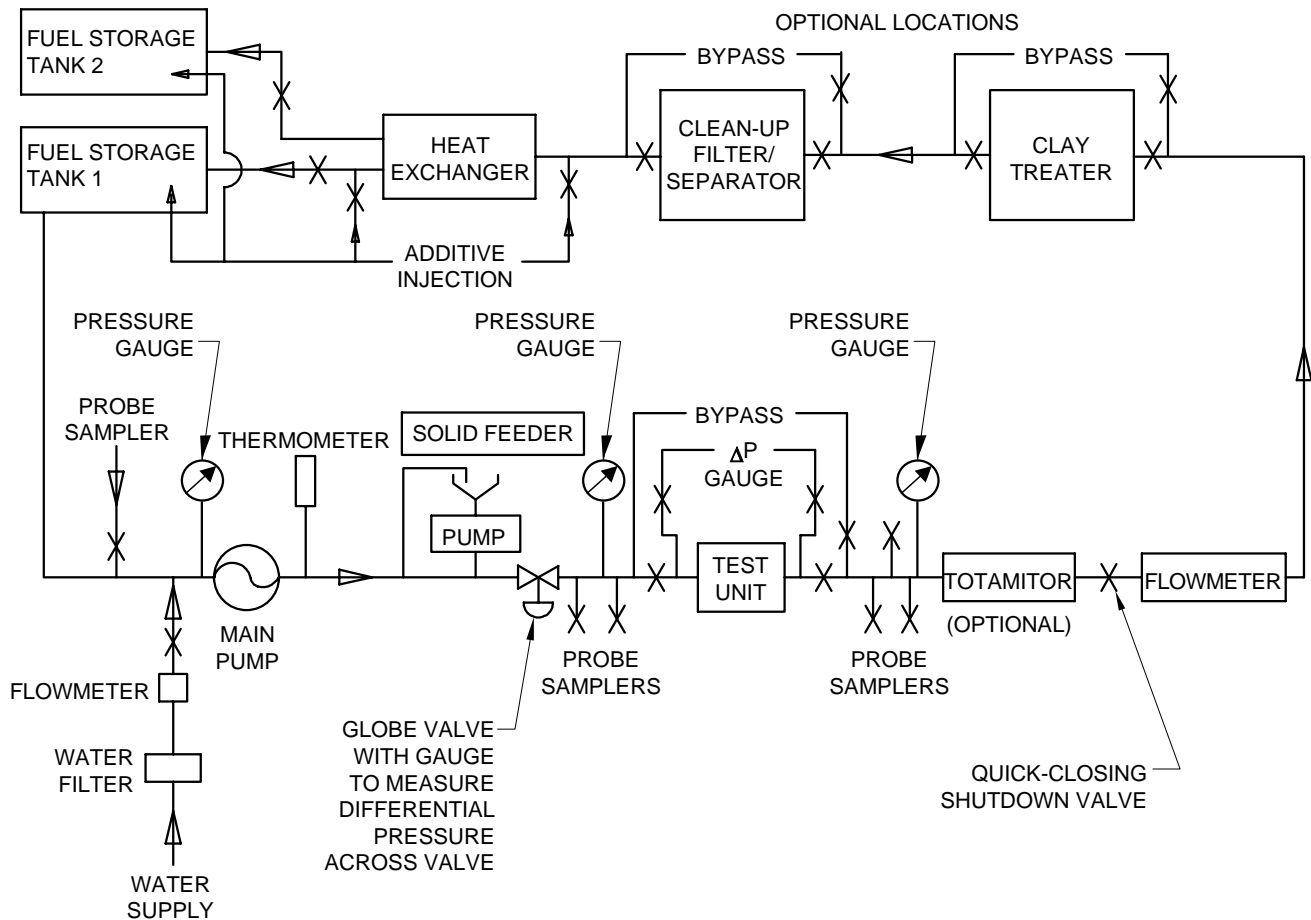 OPTIONAL LOCATIONS
FUEL STORAGE
TANK 2
BYPASS
BYPASS
FUEL STORAGE
TANK 1
HEAT
EXCHANGER
CLEAN-UP
FILTER/
SEPARATOR
CLAY
TREATER
ADDITIVE
INJECTION
PRESSURE
GAUGE
PRESSURE
GAUGE
PRESSURE
GAUGE
PROBE
SAMPLER
THERMOMETER
SOLID FEEDER
BYPASS
ΔP
GAUGE
PUMP
TEST
UNIT
TOTAMITOR
(OPTIONAL)
FLOWMETER
MAIN
PUMP
PROBE
SAMPLERS
PROBE
SAMPLERS
FLOWMETER
WATER
FILTER
GLOBE VALVE
WITH GAUGE
TO MEASURE
DIFFERENTIAL
PRESSURE
ACROSS VALVE
QUICK-CLOSING
SHUTDOWN VALVE
WATER
SUPPLY